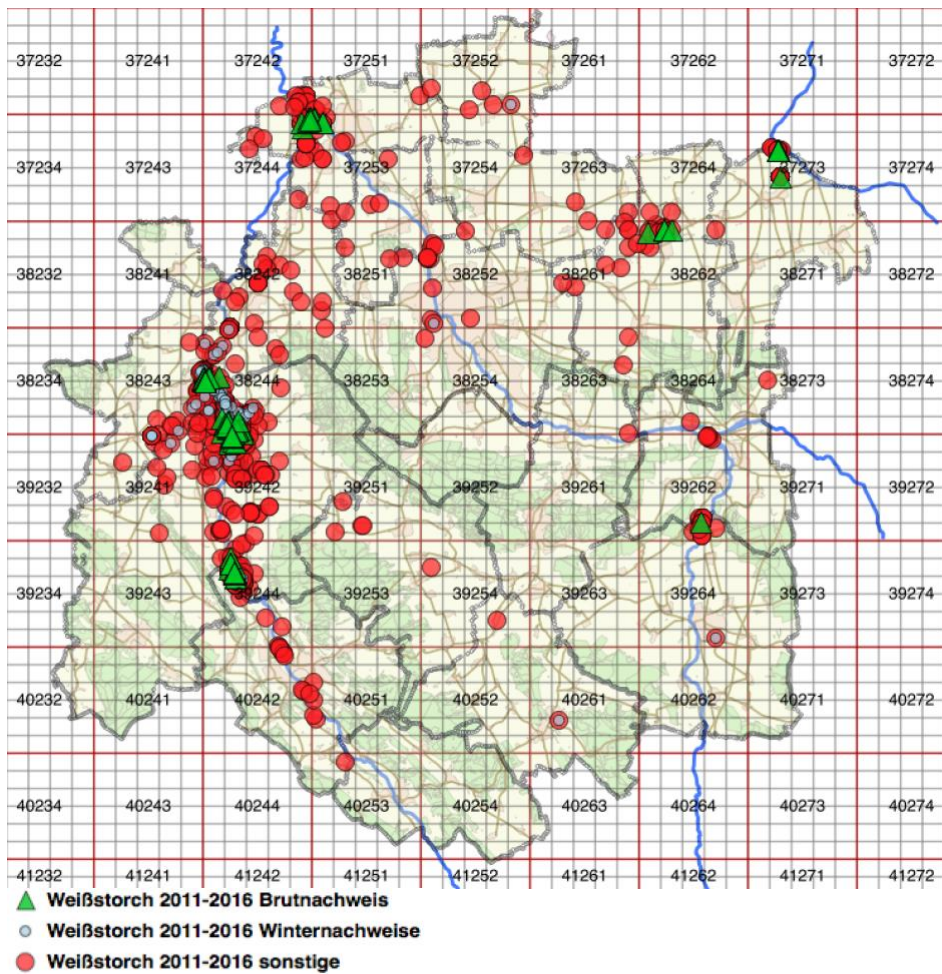 37232 37241 37242 37251 37252 37261 37262 37271 37272
37234 37243 37244 37253 37254 37263 37264 37273 37274
38241 38242 38251 38252 38261 38262 38271 38272
38234 38243 38244 38253 38254 38263 38264 38273 38274
39232 39241 39242 39251 39252 39261 39262 39271 39272
39234 39243 39244 39253 39254 39263 39264 39273 39274
40232 40241 40242 40251 40252 40261 40262 40271 40272
40234 40243 40244 40253 40254 40263 40264 40273 40274
41232 41241 41242 41251 41252 41261 41262 41271 41272
Weißstorch 2011-2016 Brutnachweis
Weißstorch 2011-2016 Winternachweise
Weißstorch 2011-2016 sonstige